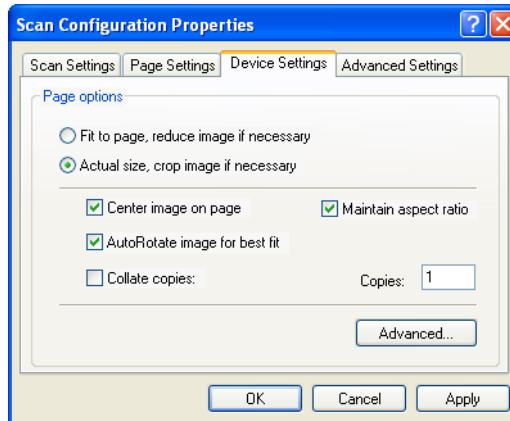 Scan Configuration Properties
Scan Settings Page Settings Device Settings Advanced Settings
Page options
Fit to page, reduce image if necessary
Actual size, crop image if necessary
Center image on page Maintain aspect ratio
AutoRotate image for best fit
Collate copies: Copies: 1
Advanced...
OK Cancel Apply